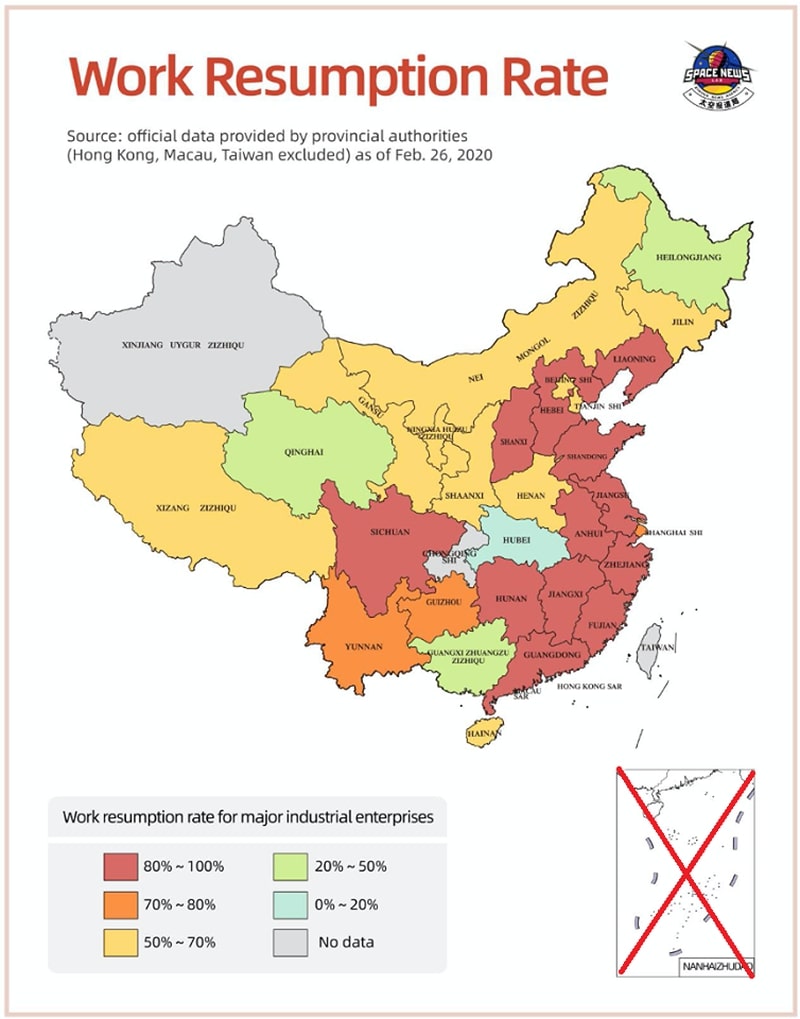 Work Resumption Rate
SPACE NEWS
太空报道局
Source: official data provided by provincial authorities
(Hong Kong, Macau, Taiwan excluded) as of Feb. 26, 2020
HEILONGJIANG
JILIN
XINJIANG UYGUR ZIZHIQU
NEI MONGOL ZIZHIQU
LIAONING
BEIJING SHI
GANSU
TIANJIN SHI
HEBEI
NINGXIA HUIZU
ZIZHIQU
SHANXI
QINGHAI
SHANDONG
SHAANXI
HENAN
JIANGSU
XIZANG ZIZHIQU
SICHUAN
ANHUI
SHANGHAI SHI
HUBEI
CHONGQING
SHI
ZHEJIANG
GUIZHOU
HUNAN
JIANGXI
FUJIAN
YUNNAN
GUANGXI ZHUANGZU
ZIZHIQU
GUANGDONG
TAIWAN
HONG KONG SAR
MACAU
SAR
HAINAN
Work resumption rate for major industrial enterprises
80% ~ 100%
20% ~ 50%
70% ~ 80%
0% ~ 20%
50% ~ 70%
No data
NANHAIZHUDAO